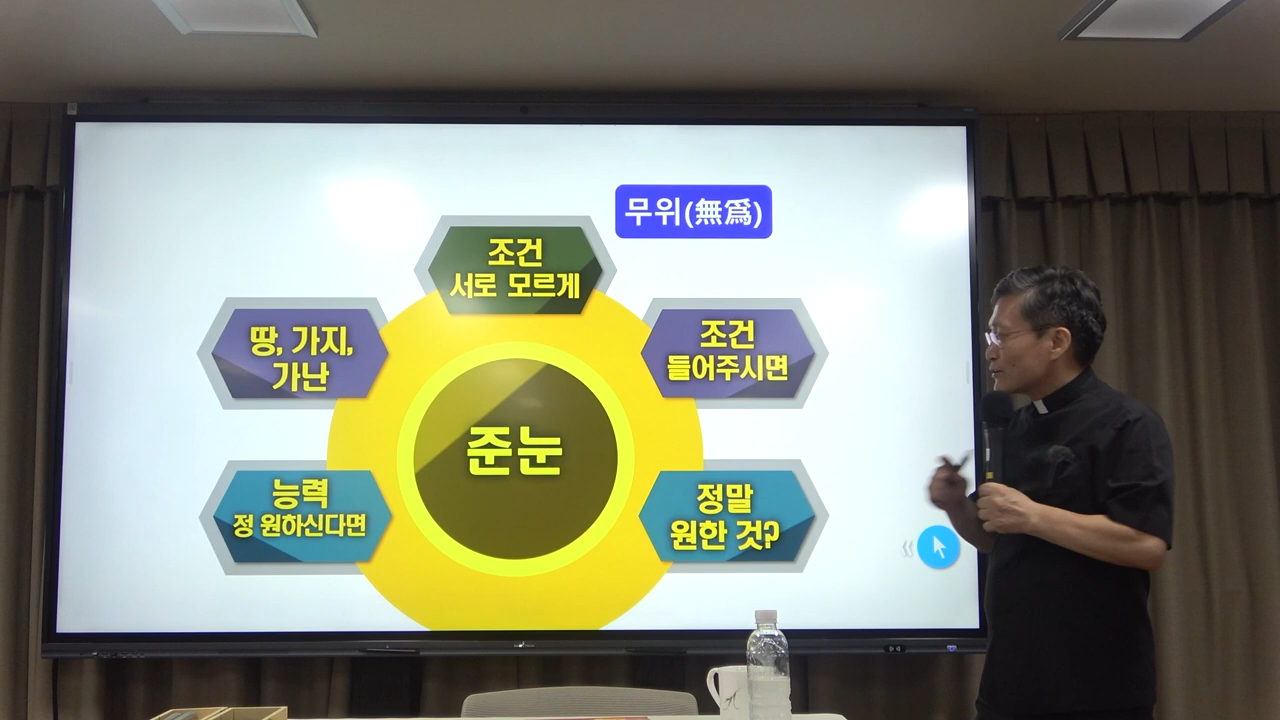 무위(無爲)
조건
서로 모르게
땅, 가지,
가난
조건
들어주시면
준눈
능력
정 원하신다면
정말
원한 것?